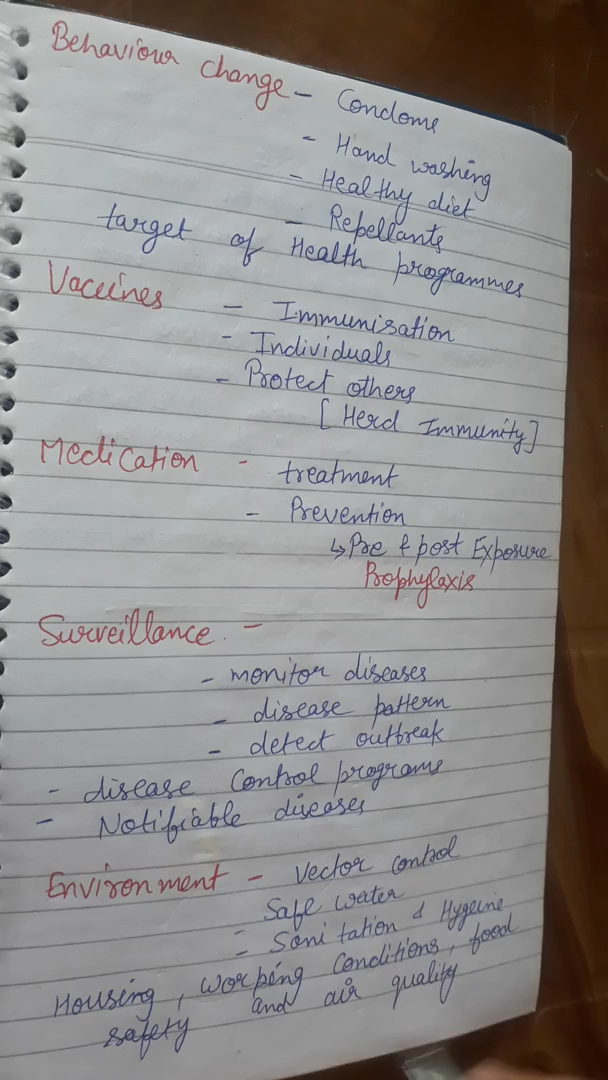 Behaviour change - Condoms
- Hand washing
- Healthy diet
- Repellants
target of Health programmes
Vaccines - Immunisation
- Individuals
- Protect others
[Herd Immunity]
Medication - treatment
- Prevention
↳ Pre & post Exposure
Prophylaxis
Surveillance. -
- monitor diseases
- disease pattern
- detect outbreak
- disease Control programs
- Notifiable diseases
Environment - Vector control
- Safe water
- Sanitation & Hygeine
Housing, working Conditions, food
safety and air quality